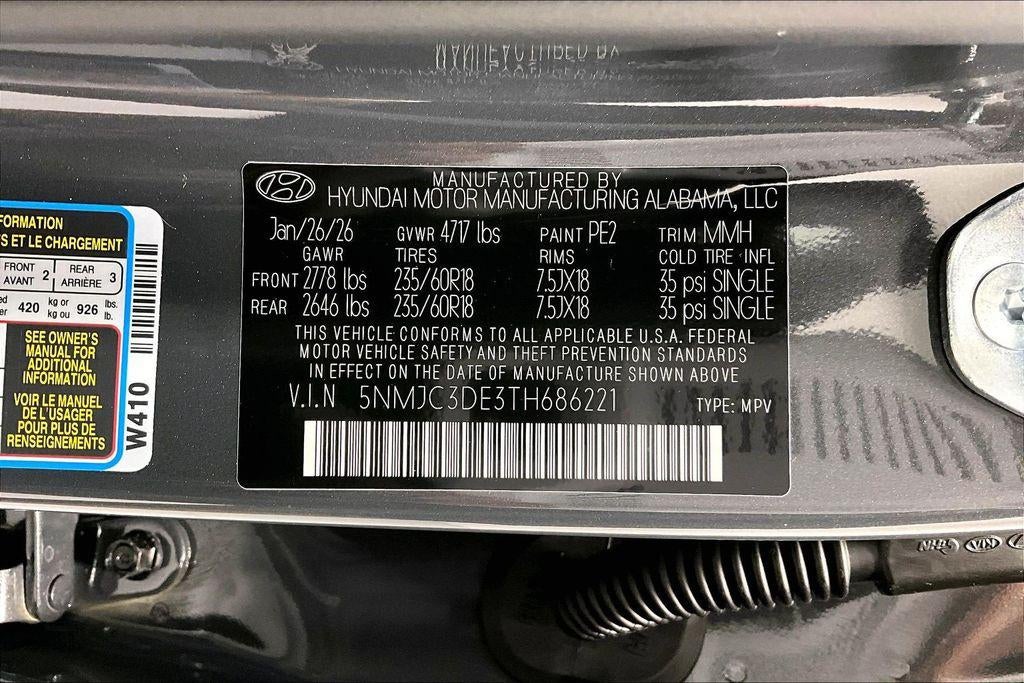 MANUFACTURED BY
HYUNDAI MOTOR MANUFACTURING ALABAMA, LLC
Jan/26/26 GVWR 4717 lbs PAINT PE2 TRIM MMH
GAWR TIRES RIMS COLD TIRE INFL
FRONT 2778 lbs 235/60R18 7.5JX18 35 psi SINGLE
REAR 2646 lbs 235/60R18 7.5JX18 35 psi SINGLE
THIS VEHICLE CONFORMS TO ALL APPLICABLE U.S.A. FEDERAL
MOTOR VEHICLE SAFETY AND THEFT PREVENTION STANDARDS
IN EFFECT ON THE DATE OF MANUFACTURE SHOWN ABOVE
V.I.N 5NMJC3DE3TH686221 TYPE: MPV
ET LE CHARGEMENT
FRONT 2 REAR 3
AVANT ARRIÈRE
420 kg or 926 lbs.
kg ou lb.
SEE OWNER'S
MANUAL FOR
ADDITIONAL
INFORMATION
VOIR LE MANUEL
DE L'USAGER
POUR PLUS DE
RENSEIGNEMENTS
W410
KIA